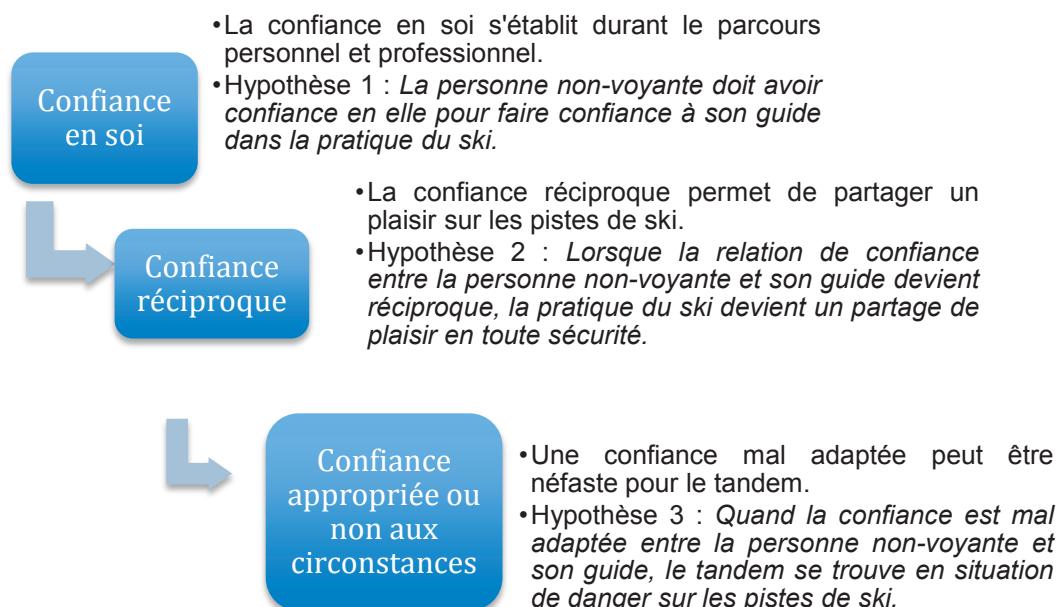 Confiance
en soi
•La confiance en soi s'établit durant le parcours
personnel et professionnel.
•Hypothèse 1 : La personne non-voyante doit avoir
confiance en elle pour faire confiance à son guide
dans la pratique du ski.
Confiance
réciproque
•La confiance réciproque permet de partager un
plaisir sur les pistes de ski.
•Hypothèse 2 : Lorsque la relation de confiance
entre la personne non-voyante et son guide devient
réciproque, la pratique du ski devient un partage de
plaisir en toute sécurité.
Confiance
appropriée ou
non aux
circonstances
•Une confiance mal adaptée peut être
néfaste pour le tandem.
•Hypothèse 3 : Quand la confiance est mal
adaptée entre la personne non-voyante et
son guide, le tandem se trouve en situation
de danger sur les pistes de ski.